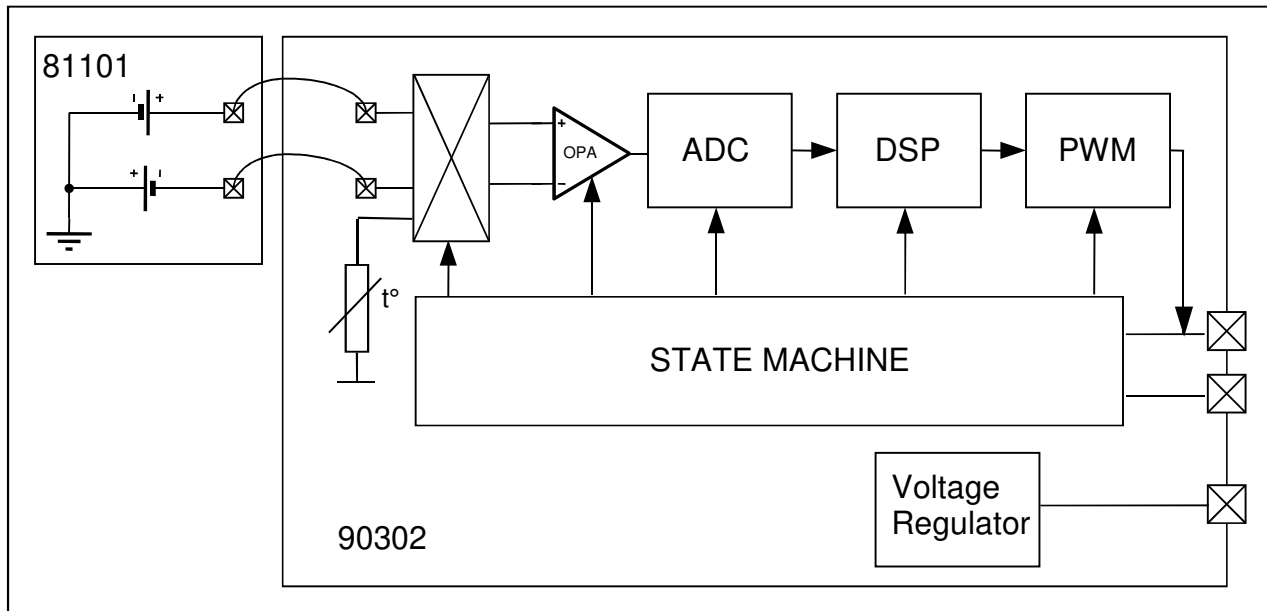 81101
- +
+ -
+
OPA
-
ADC
DSP
PWM
t°
STATE MACHINE
Voltage
Regulator
90302